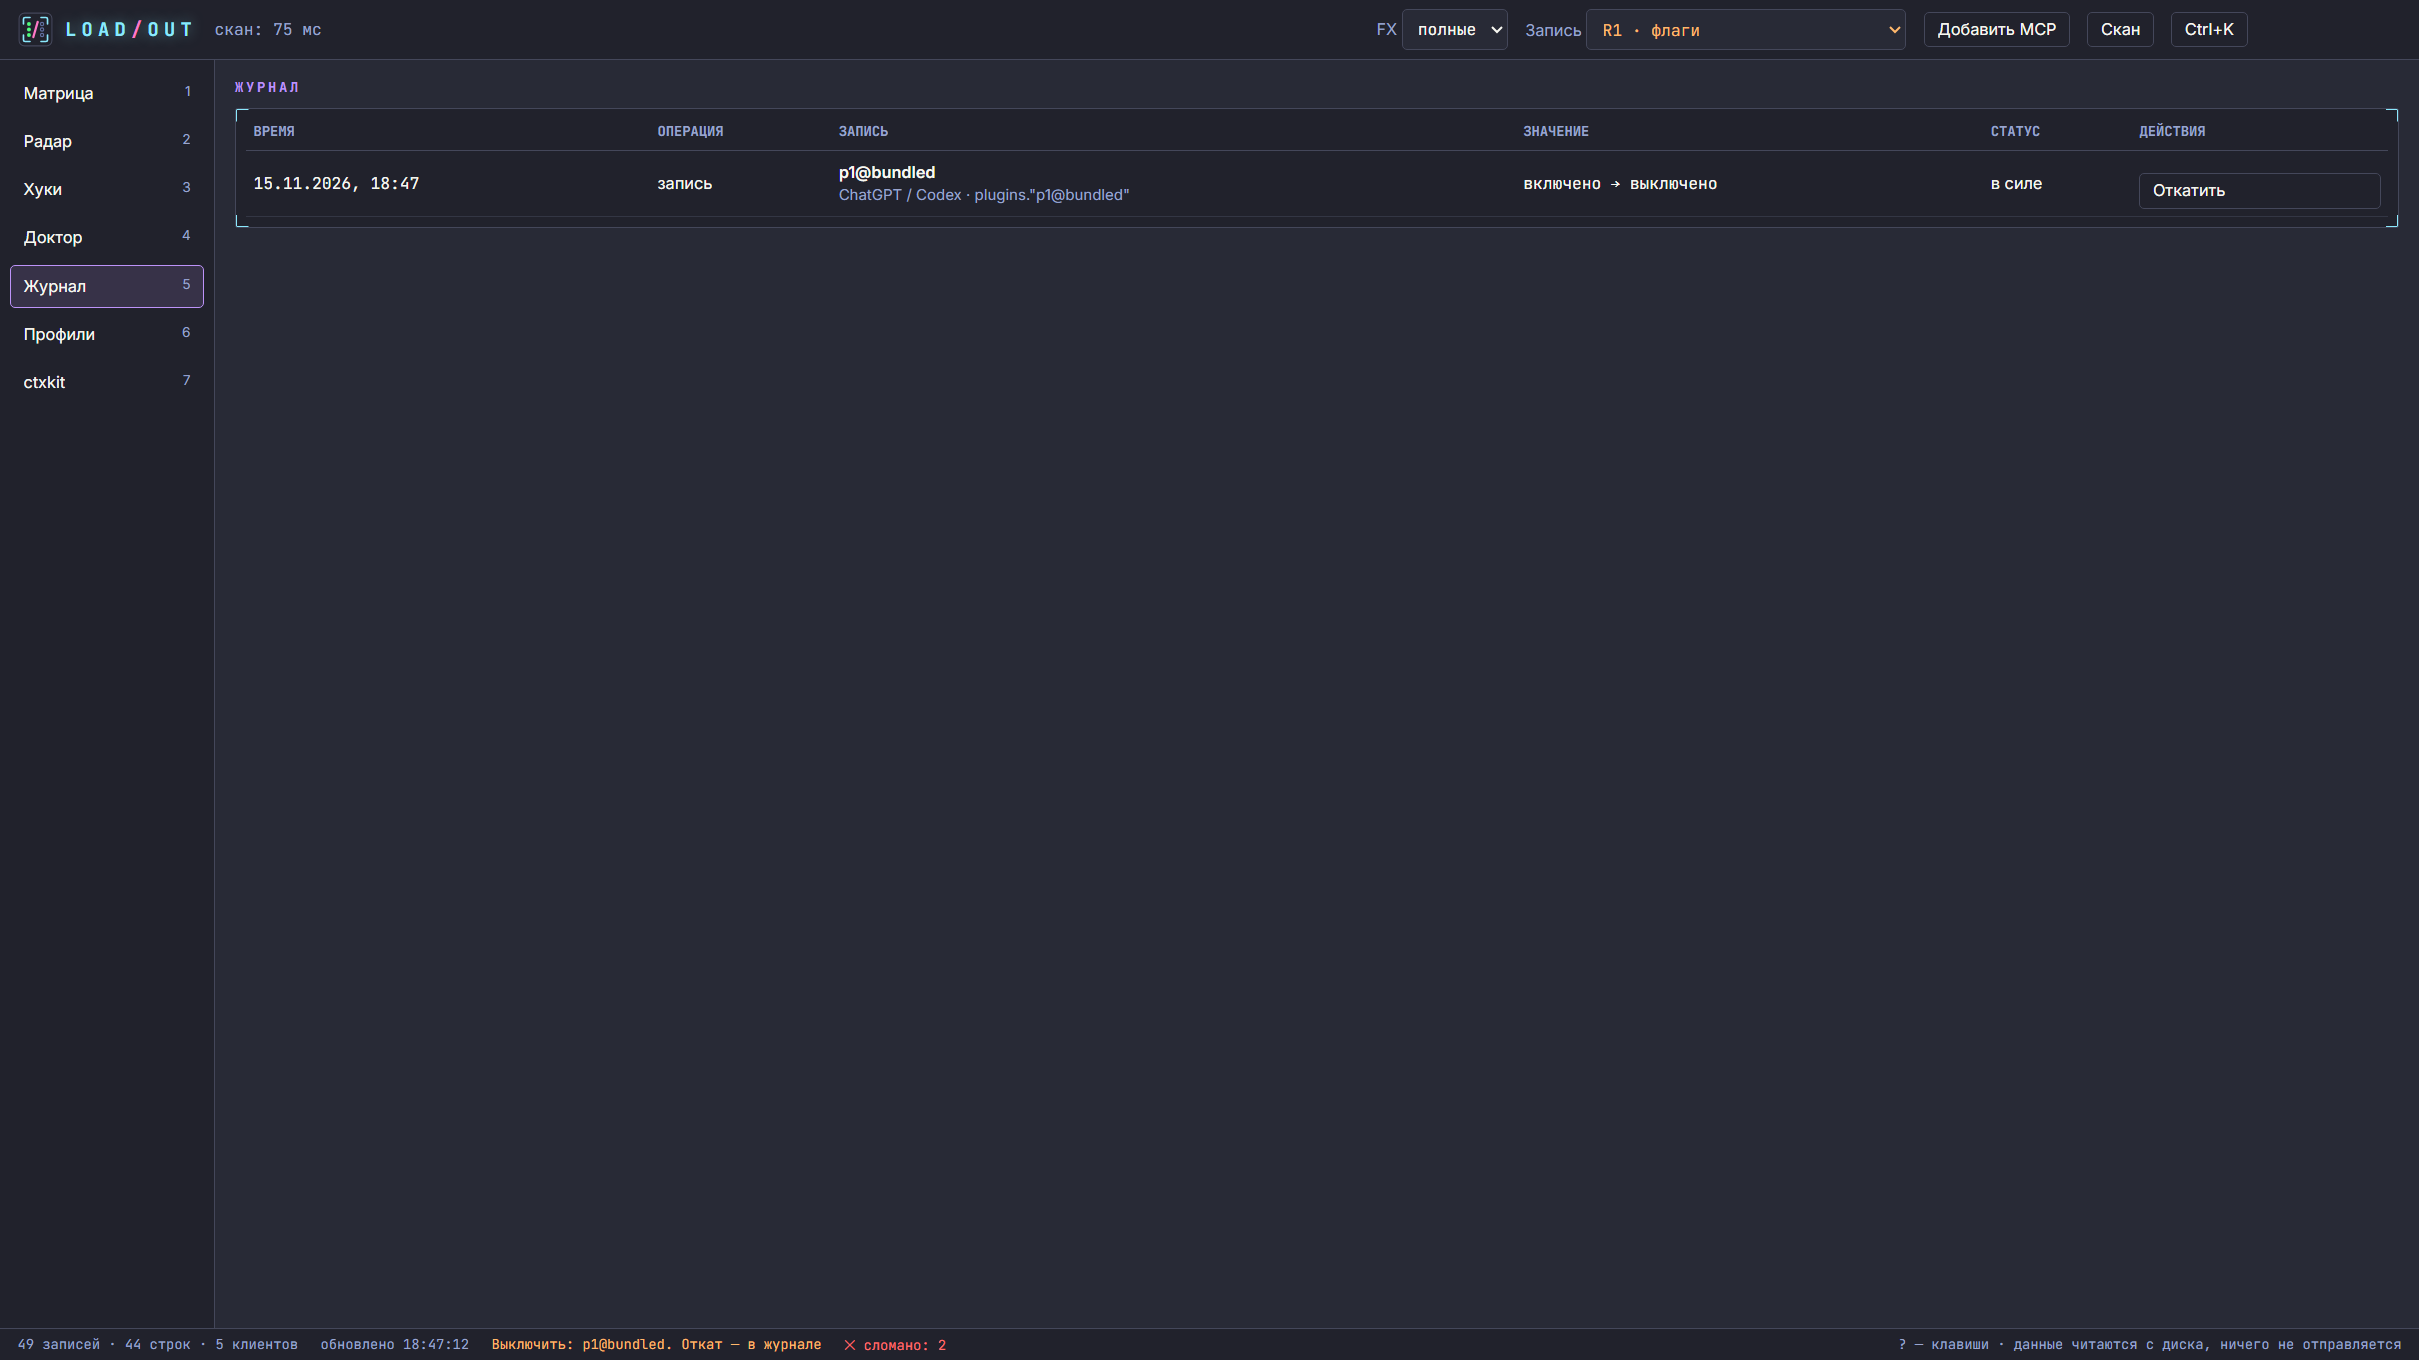 LOAD/OUT скан: 75 мс FX полные Запись R1 · флаги Добавить MCP Скан Ctrl+K
Матрица 1
Радар 2
Хуки 3
Доктор 4
Журнал 5
Профили 6
ctxkit 7
ЖУРНАЛ
ВРЕМЯ ОПЕРАЦИЯ ЗАПИСЬ ЗНАЧЕНИЕ СТАТУС ДЕЙСТВИЯ
15.11.2026, 18:47 запись p1@bundled включено → выключено в силе Откатить
ChatGPT / Codex · plugins."p1@bundled"
49 записей · 44 строк · 5 клиентов обновлено 18:47:12 Выключить: p1@bundled. Откат — в журнале × сломано: 2 ? — клавиши · данные читаются с диска, ничего не отправляется